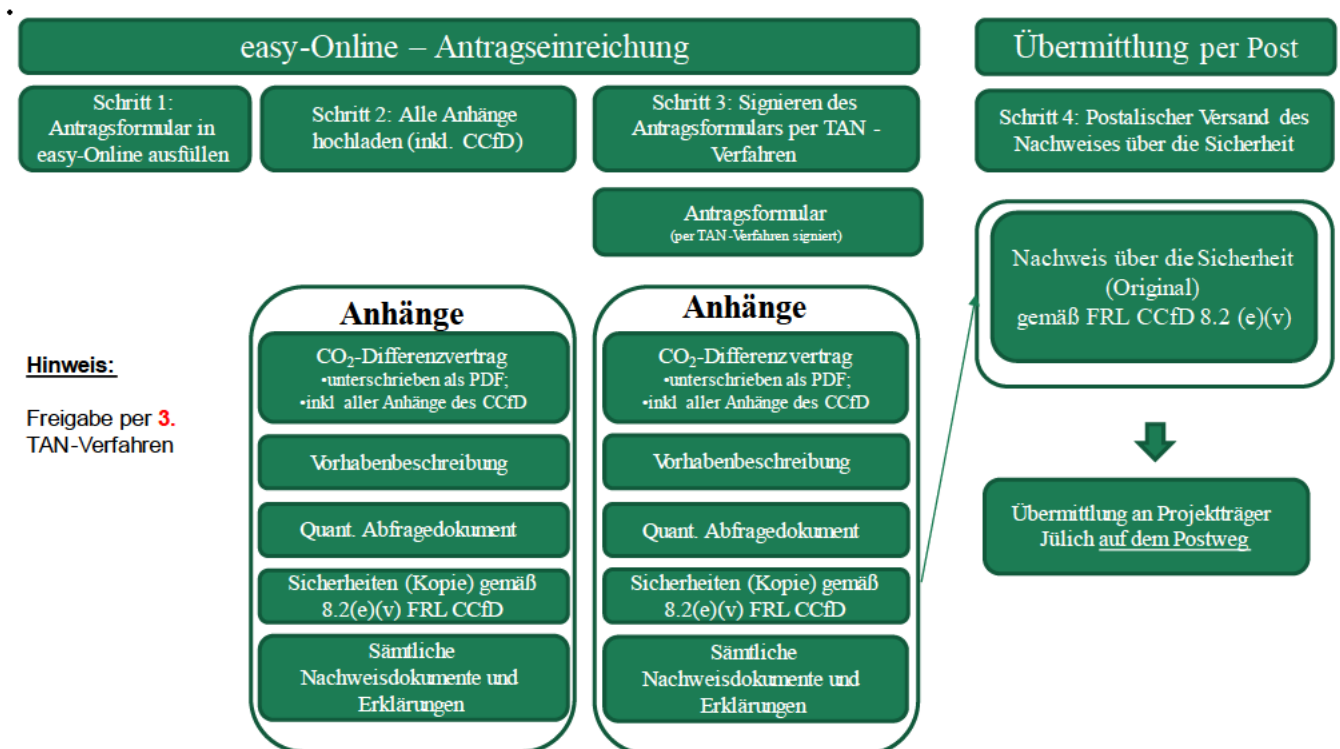 easy-Online – Antragseinreichung
Übermittlung per Post
Schritt 1:
Antragsformular in
easy-Online ausfüllen
Schritt 2: Alle Anhänge
hochladen (inkl. CCfD)
Schritt 3: Signieren des
Antragsformulars per TAN -
Verfahren
Schritt 4: Postalischer Versand des
Nachweises über die Sicherheit
Antragsformular
(per TAN-Verfahren signiert)
Nachweis über die Sicherheit
(Original)
gemäß FRL CCfD 8.2 (e)(v)
Hinweis:
Freigabe per 3.
TAN-Verfahren
Anhänge
CO₂-Differenzvertrag
•unterschrieben als PDF;
•inkl aller Anhänge des CCfD
Vorhabenbeschreibung
Quant. Abfragedokument
Sicherheiten (Kopie) gemäß
8.2(e)(v) FRL CCfD
Sämtliche
Nachweisdokumente und
Erklärungen
Anhänge
CO₂-Differenzvertrag
•unterschrieben als PDF;
•inkl aller Anhänge des CCfD
Vorhabenbeschreibung
Quant. Abfragedokument
Sicherheiten (Kopie) gemäß
8.2(e)(v) FRL CCfD
Sämtliche
Nachweisdokumente und
Erklärungen
Übermittlung an Projektträger
Jülich auf dem Postweg